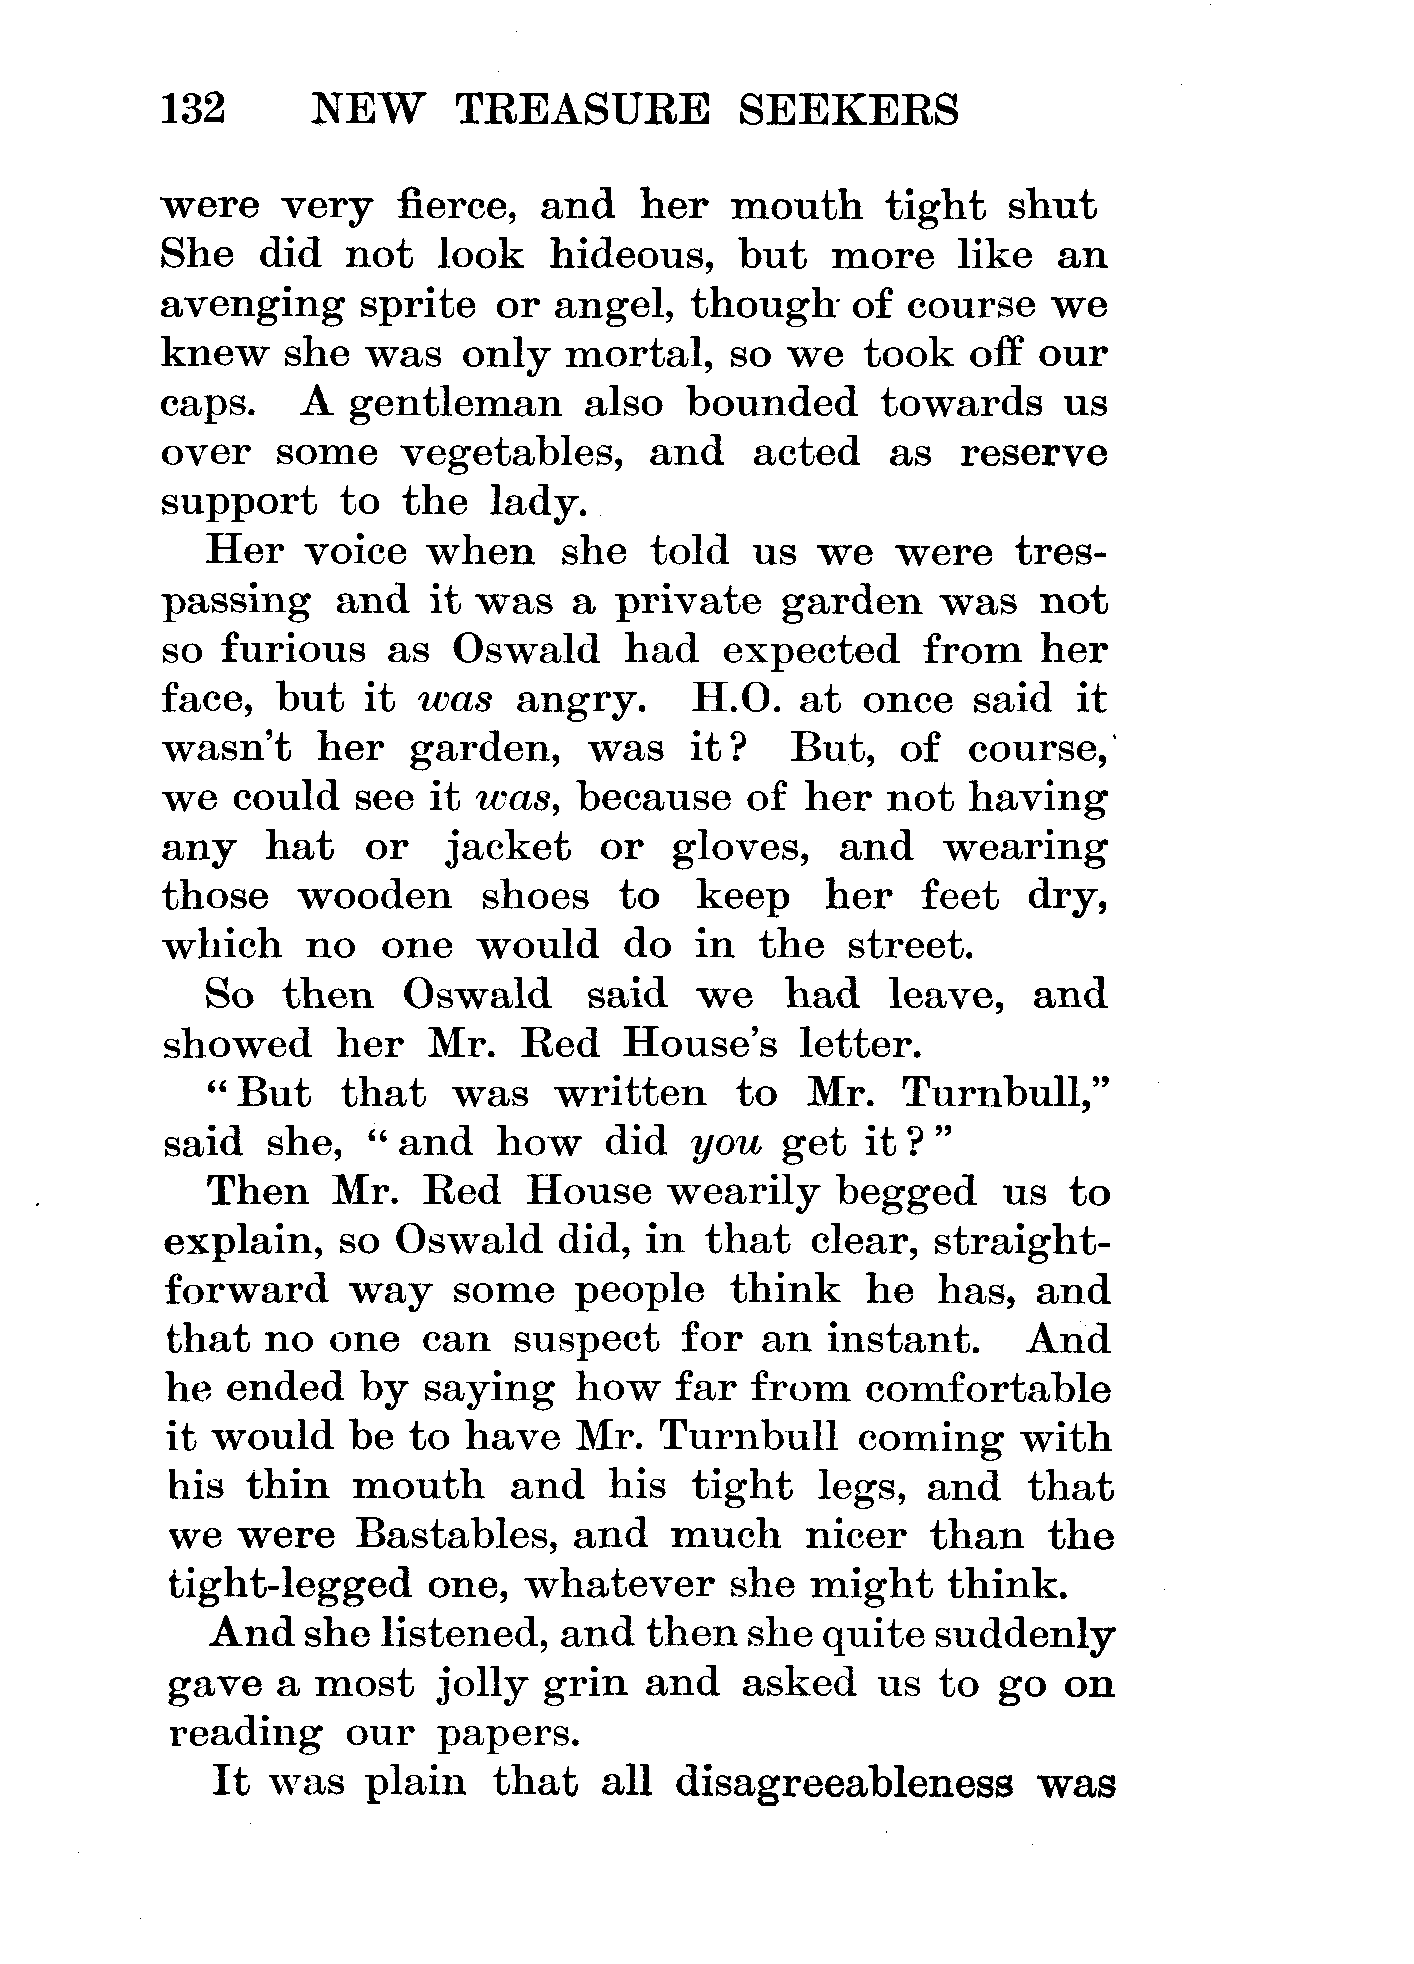 132 NEW TREASURE SEEKERS
were very fierce, and her mouth tight shut
She did not look hideous, but more like an
avenging sprite or angel, though of course we
knew she was only mortal, so we took off our
caps. A gentleman also bounded towards us
over some vegetables, and acted as reserve
support to the lady.
Her voice when she told us we were tres-
passing and it was a private garden was not
so furious as Oswald had expected from her
face, but it was angry. H.O. at once said it
wasn't her garden, was it? But, of course,
we could see it was, because of her not having
any hat or jacket or gloves, and wearing
those wooden shoes to keep her feet dry,
which no one would do in the street.
So then Oswald said we had leave, and
showed her Mr. Red House's letter.
"But that was written to Mr. Turnbull,"
said she, "and how did you get it?"
Then Mr. Red House wearily begged us to
explain, so Oswald did, in that clear, straight-
forward way some people think he has, and
that no one can suspect for an instant. And
he ended by saying how far from comfortable
it would be to have Mr. Turnbull coming with
his thin mouth and his tight legs, and that
we were Bastables, and much nicer than the
tight-legged one, whatever she might think.
And she listened, and then she quite suddenly
gave a most jolly grin and asked us to go on
reading our papers.
It was plain that all disagreeableness was